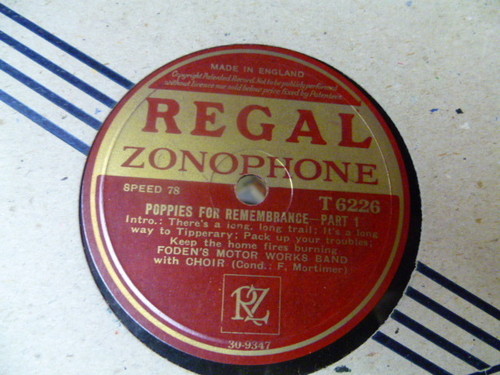 MADE IN ENGLAND
REGAL
ZONOPHONE
SPEED 78
T 6226
POPPIES FOR REMEMBRANCE—PART 1
Intro.: There's a long, long trail; It's a long
way to Tipperary; Pack up your troubles;
Keep the home fires burning
FODEN'S MOTOR WORKS BAND
with CHOIR (Cond.: F. Mortimer)
RZ
30-9347